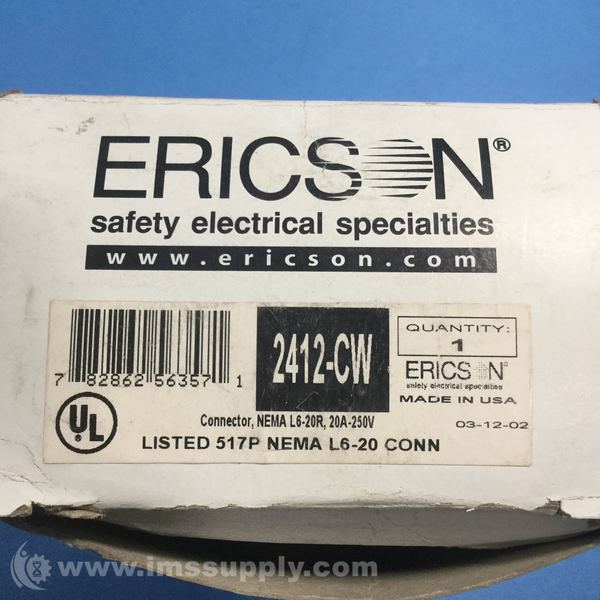 ERICSON®
safety electrical specialties
www.ericson.com
7 82862 56357 1
2412-CW
QUANTITY:
1
ERICSON
safety electrical specialties
MADE IN USA
03-12-02
UL
Connector, NEMA L6-20R, 20A-250V
LISTED 517P NEMA L6-20 CONN
www.imssupply.com